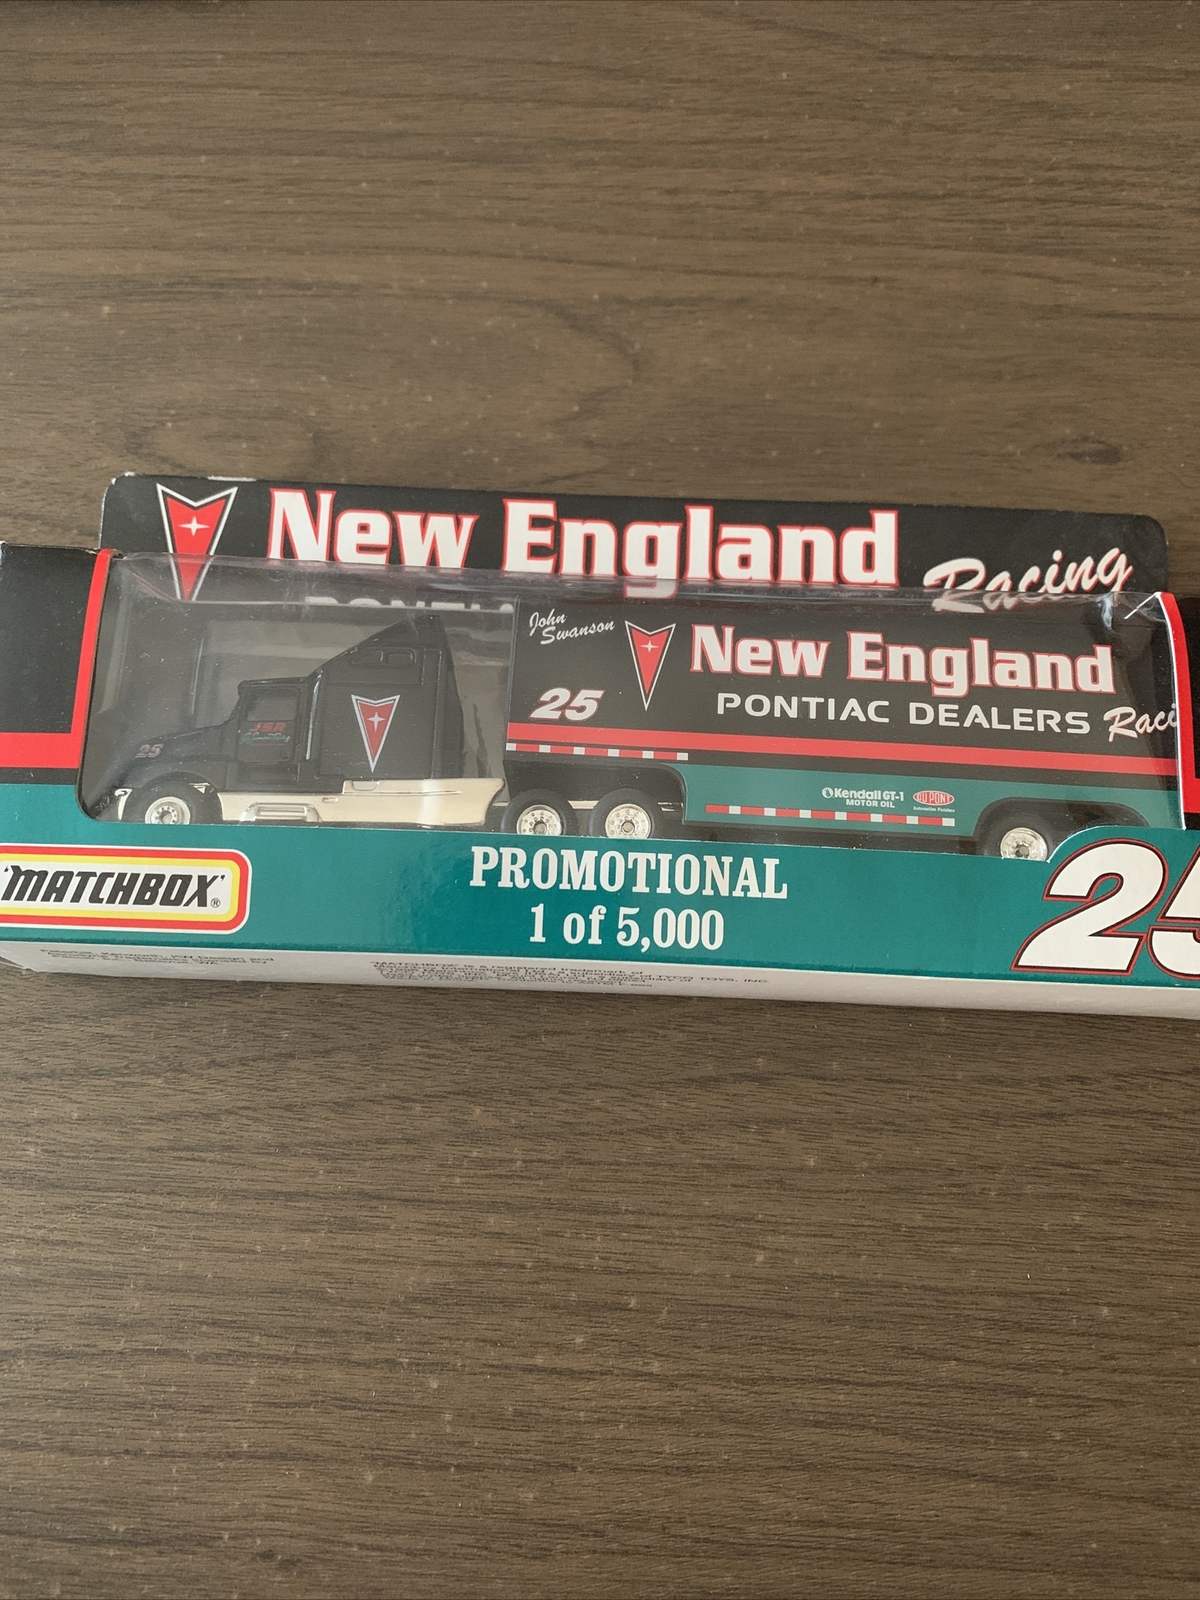 New England Racing
John
Swanson
New England
25
PONTIAC DEALERS Raci
25
Kendall GT-1
MOTOR OIL
DU PONT
'MATCHBOX'®
PROMOTIONAL
1 of 5,000
25